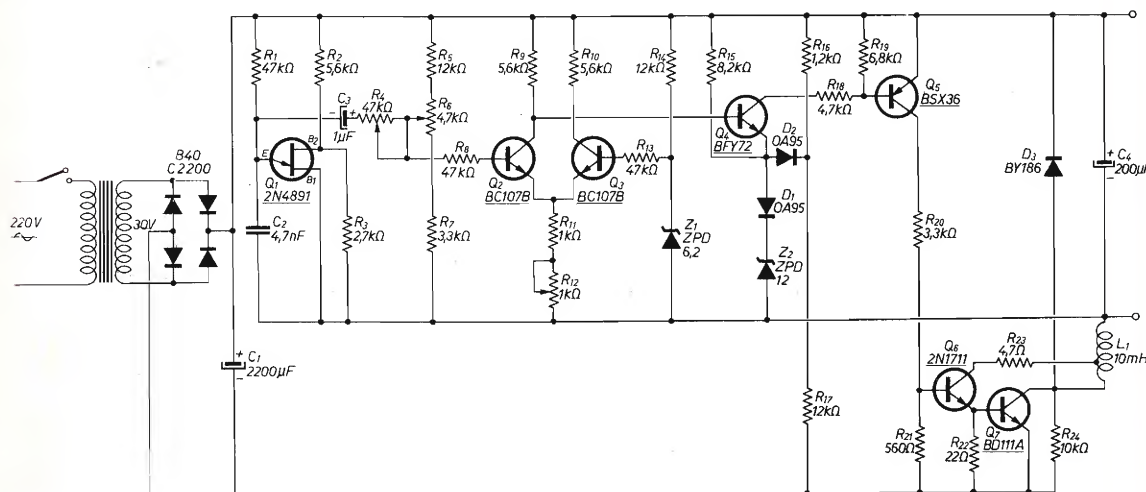 220V
30V
B40
C2200
C1
2200µF
R1
47kΩ
R2
5,6kΩ
C3
1µF
R4
47kΩ
R5
12kΩ
R6
4,7kΩ
E
B2
B1
Q1
2N4891
C2
4,7nF
R3
2,7kΩ
R7
3,3kΩ
R8
47kΩ
R9
5,6kΩ
R10
5,6kΩ
Q2
BC107B
Q3
BC107B
R11
1kΩ
R12
1kΩ
R13
47kΩ
R14
12kΩ
Z1
ZPD
6,2
R15
8,2kΩ
Q4
BFY72
D2
OA95
D1
OA95
Z2
ZPD
12
R16
1,2kΩ
R17
12kΩ
R18
4,7kΩ
R19
6,8kΩ
Q5
BSX36
R20
3,3kΩ
R21
560Ω
Q6
2N1711
R22
22Ω
R23
4,7Ω
Q7
BD111A
R24
10kΩ
D3
BY186
C4
200µF
L1
10mH